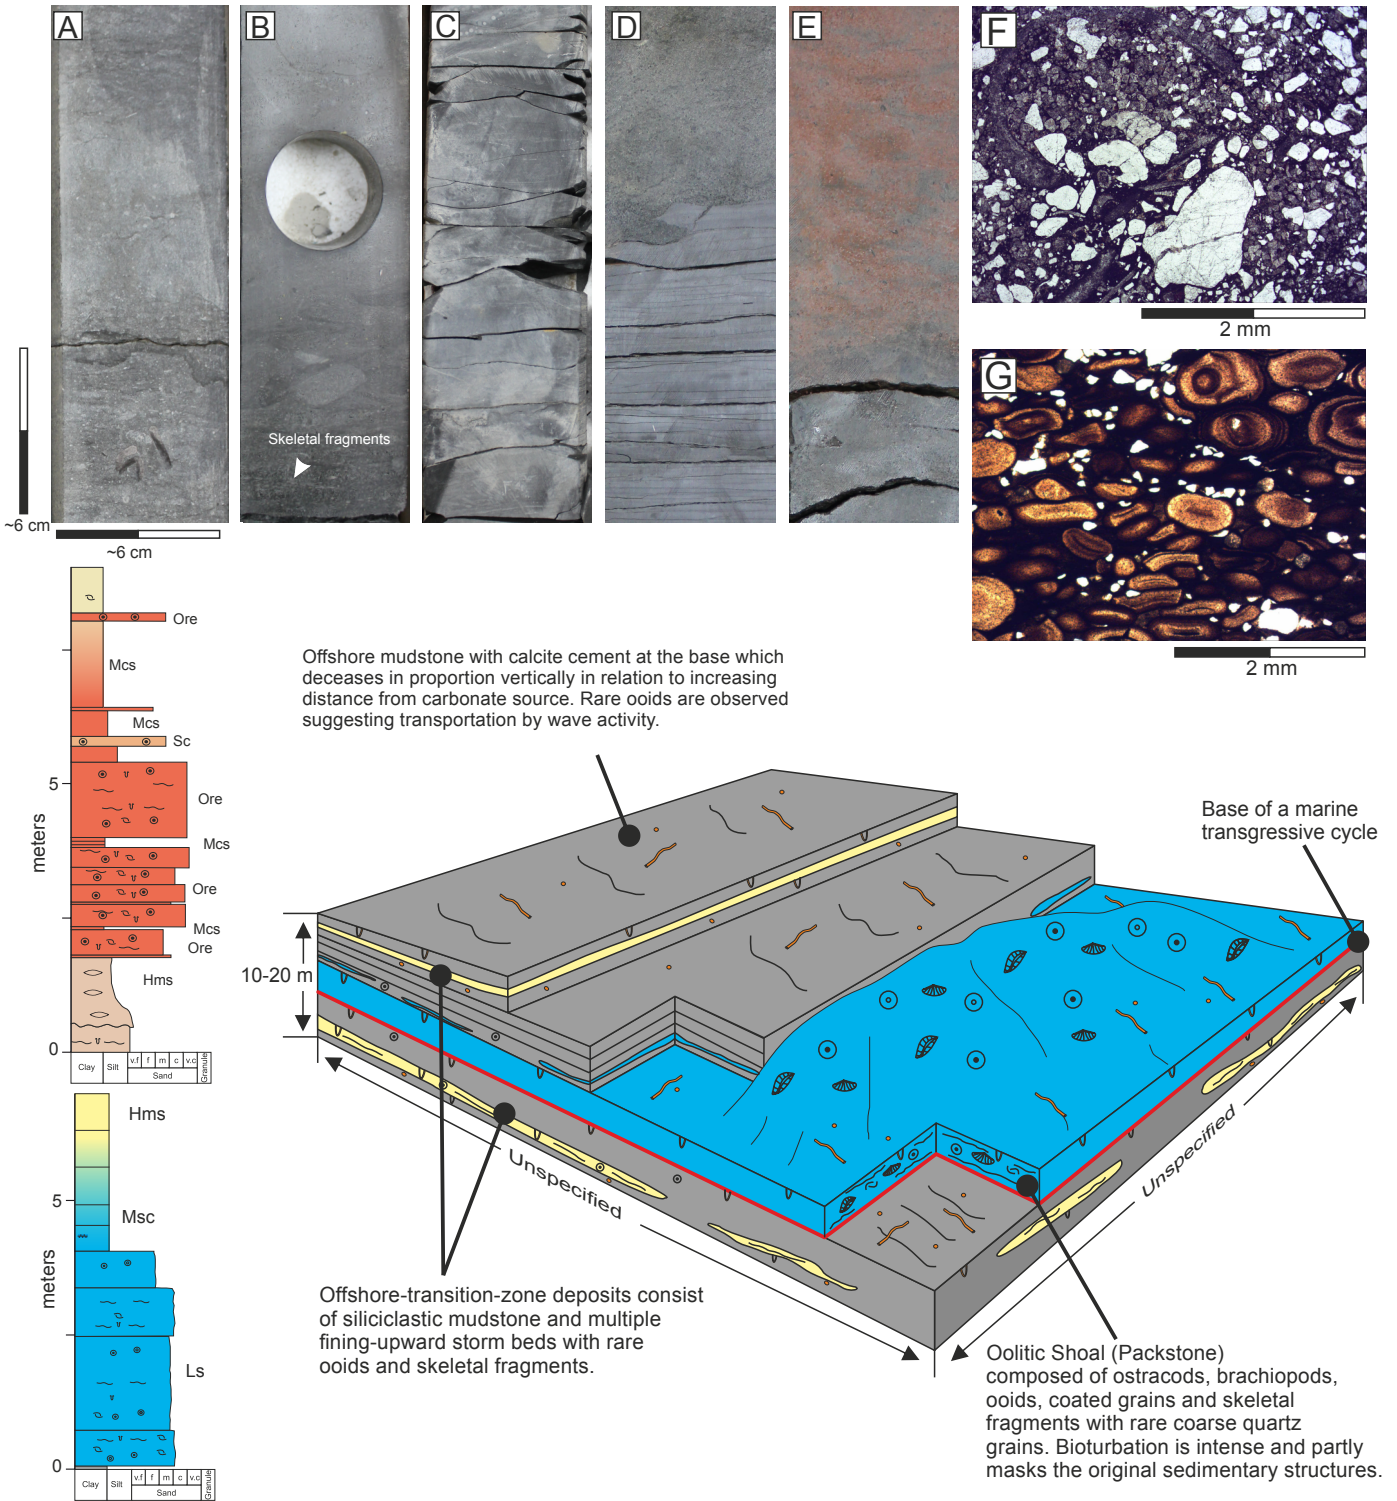 A
B
C
D
E
F
Skeletal fragments
~6 cm
~6 cm
2 mm
G
2 mm
Ore
Mcs
Mcs
Sc
5
Ore
Mcs
Ore
Mcs
Ore
Hms
0
meters
Clay
Silt
v.f
f
m
c
v.c
Sand
Granule
Hms
5
Msc
Ls
0
meters
Clay
Silt
v.f
f
m
c
v.c
Sand
Granule
Offshore mudstone with calcite cement at the base which
deceases in proportion vertically in relation to increasing
distance from carbonate source. Rare ooids are observed
suggesting transportation by wave activity.
Base of a marine
transgressive cycle
10-20 m
Unspecified
Unspecified
Offshore-transition-zone deposits consist
of siliciclastic mudstone and multiple
fining-upward storm beds with rare
ooids and skeletal fragments.
Oolitic Shoal (Packstone)
composed of ostracods, brachiopods,
ooids, coated grains and skeletal
fragments with rare coarse quartz
grains. Bioturbation is intense and partly
masks the original sedimentary structures.